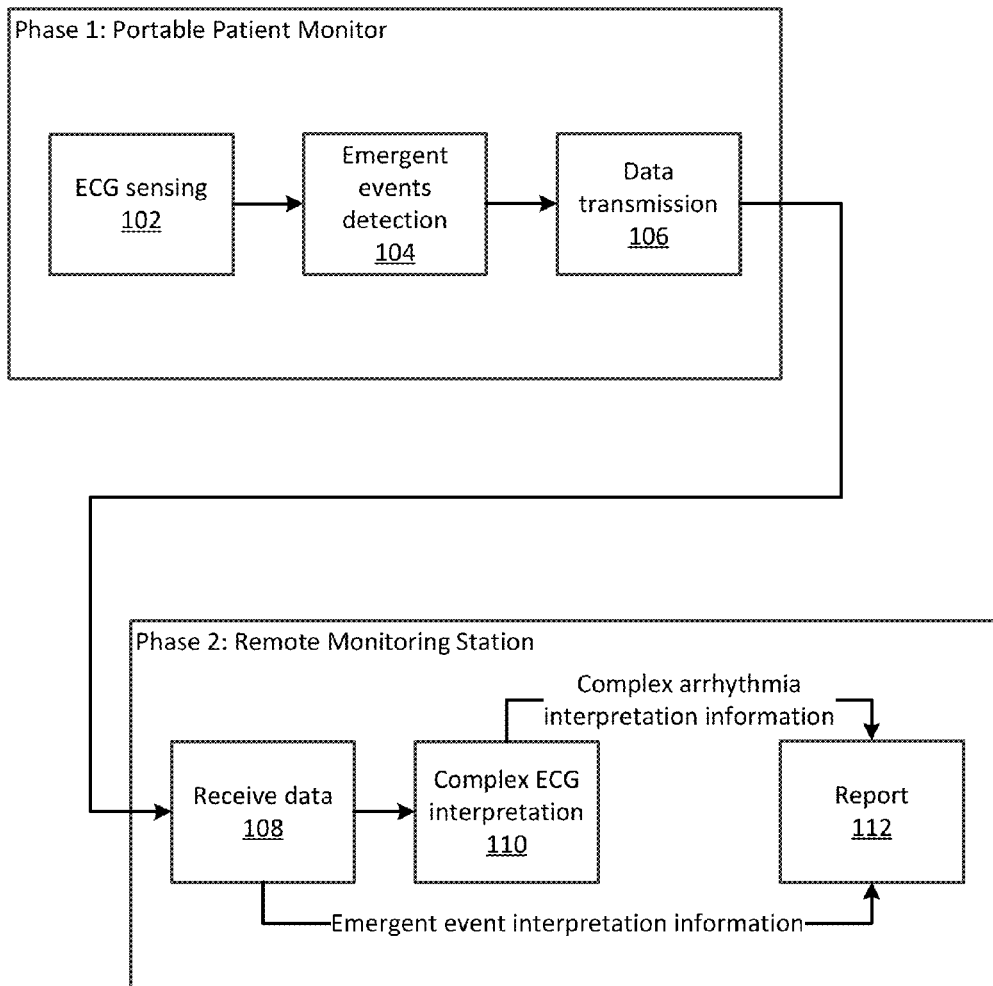 Phase 1: Portable Patient Monitor
ECG sensing
102
Emergent
events
detection
104
Data
transmission
106
Phase 2: Remote Monitoring Station
Complex arrhythmia
interpretation information
Receive data
108
Complex ECG
interpretation
110
Report
112
Emergent event interpretation information